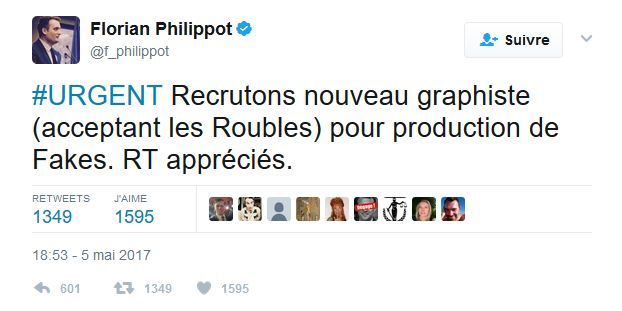 Florian Philippot
@f_philippot
Suivre
#URGENT Recrutons nouveau graphiste
(acceptant les Roubles) pour production de
Fakes. RT appréciés.
RETWEETS J'AIME
1349 1595
18:53 - 5 mai 2017
601 1349 1595